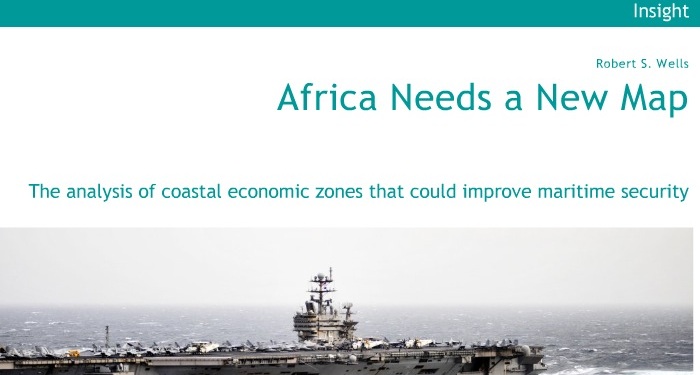 Insight
Robert S. Wells
Africa Needs a New Map
The analysis of coastal economic zones that could improve maritime security